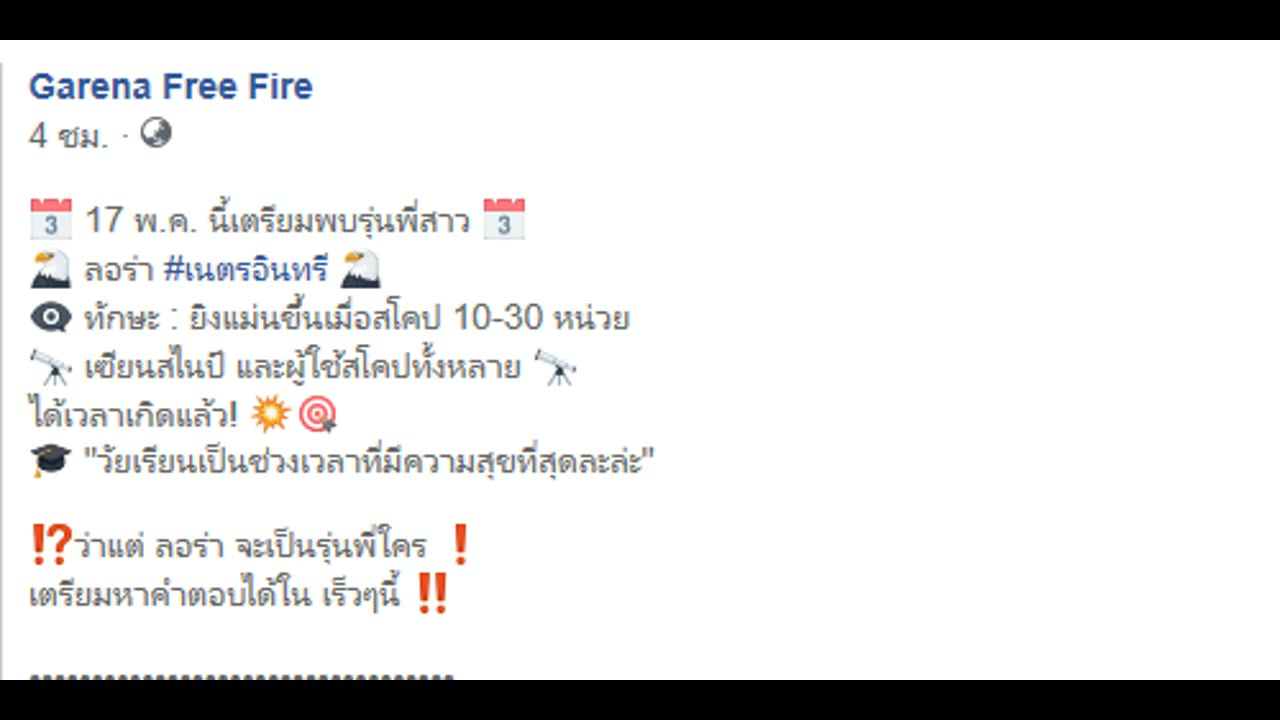 Garena Free Fire
4 ชม. ·
17 พ.ค. นี้เตรียมพบรุ่นพี่สาว
ลอร่า #เนตรอินทรี
ทักษะ : ยิงแม่นขึ้นเมื่อสโคป 10-30 หน่วย
เซียนสไนปี และผู้ใช้สโคปทั้งหลาย
ได้เวลาเกิดแล้ว! 💥🎯
🎓 "วัยเรียนเป็นช่วงเวลาที่มีความสุขที่สุดละล่ะ"
⁉️ว่าแต่ ลอร่า จะเป็นรุ่นพี่ใคร ❗
เตรียมหาคำตอบได้ใน เร็วๆนี้ ‼️